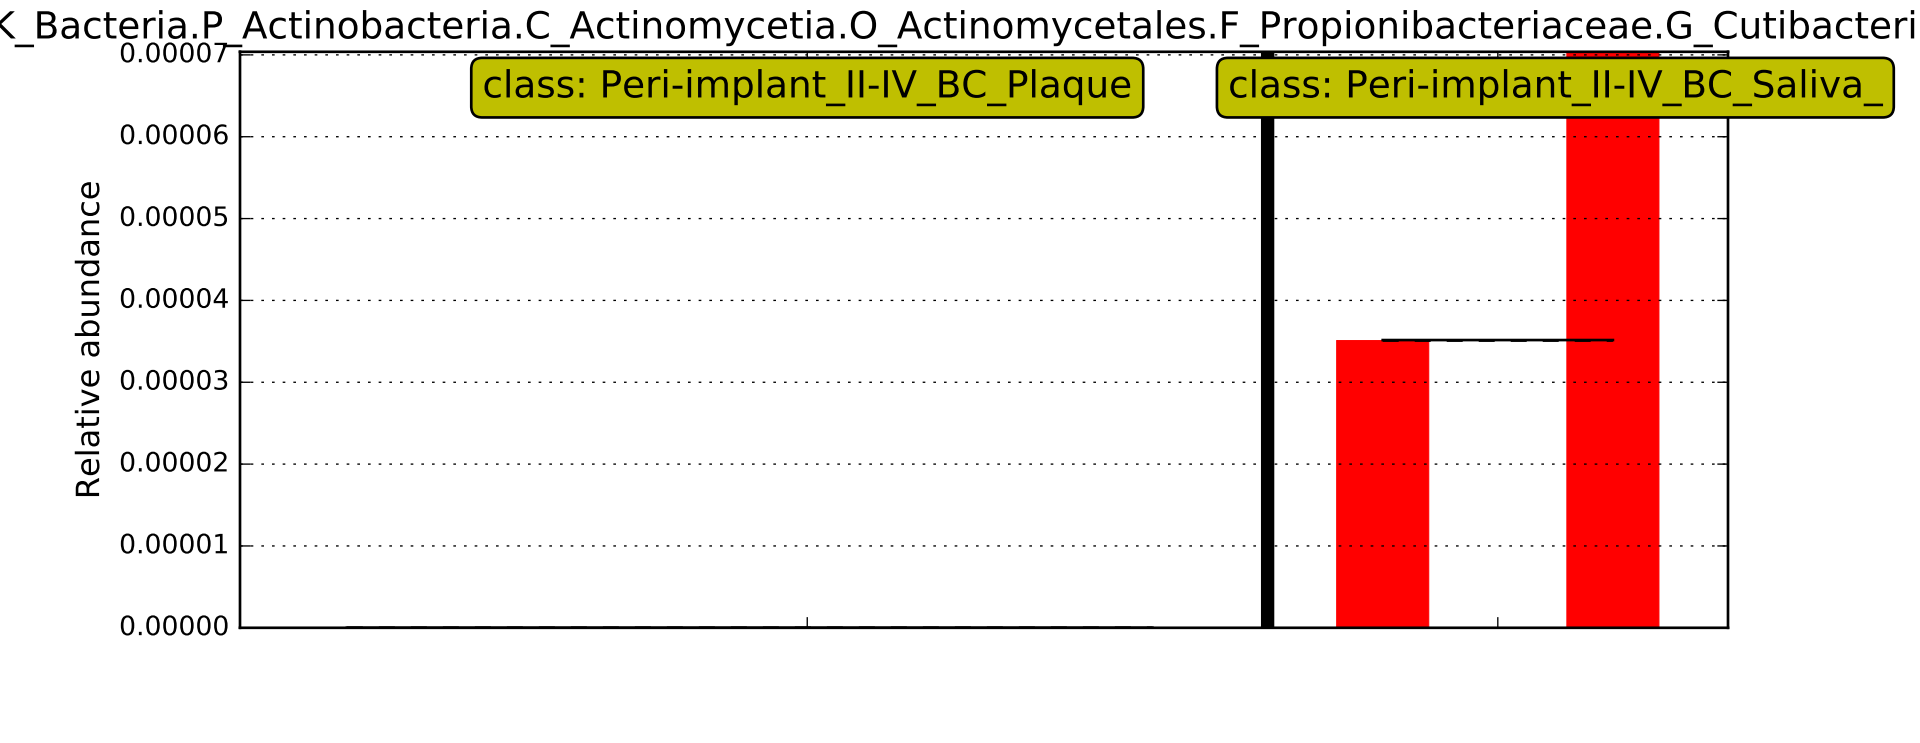 K_Bacteria.P_Actinobacteria.C_Actinomycetia.O_Actinomycetales.F_Propionibacteriaceae.G_Cutibacteri
class: Peri-implant_II-IV_BC_Plaque
class: Peri-implant_II-IV_BC_Saliva_
Relative abundance
0.00007
0.00006
0.00005
0.00004
0.00003
0.00002
0.00001
0.00000